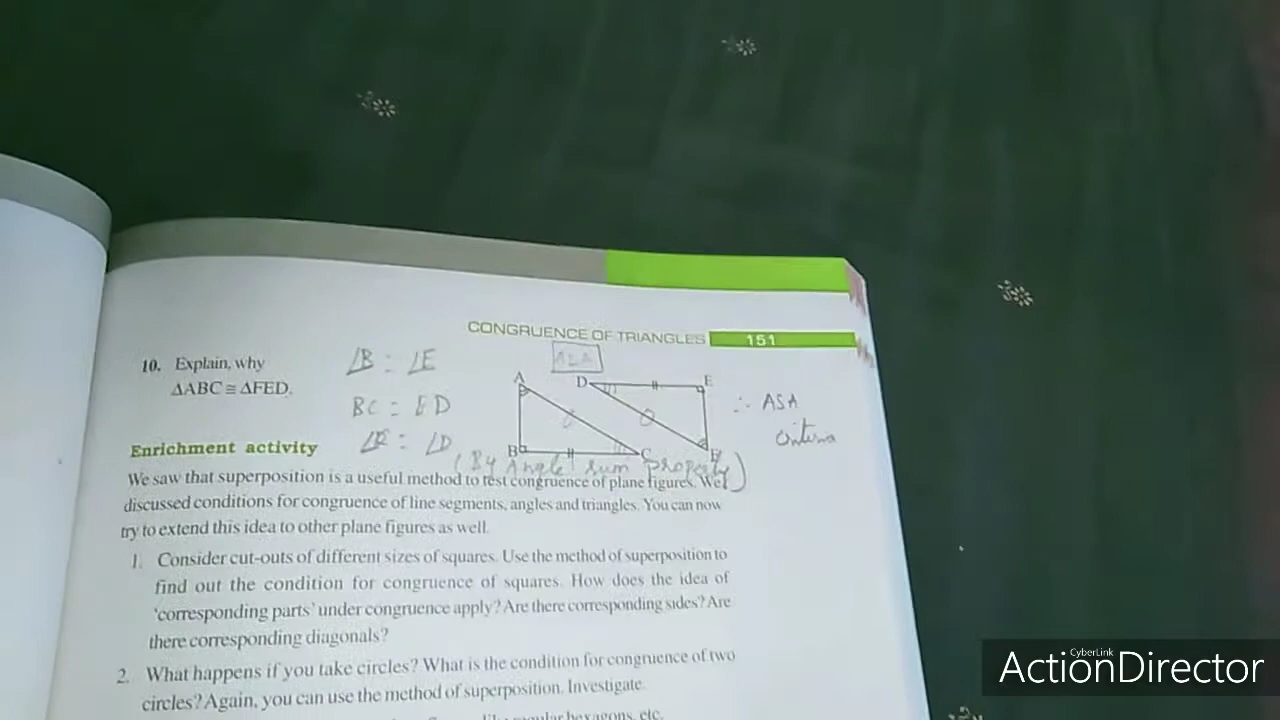 CONGRUENCE OF TRIANGLES 151
10. Explain, why
ΔABC ≅ ΔFED.
∠B = ∠E
BC = ED
∠D
(By Angle sum property)
ASA
A
D
E
B
C
F
∴ ASA
criteria
Enrichment activity
We saw that superposition is a useful method to test congruence of plane figures. We
discussed conditions for congruence of line segments, angles and triangles. You can now
try to extend this idea to other plane figures as well.
1. Consider cut-outs of different sizes of squares. Use the method of superposition to
find out the condition for congruence of squares. How does the idea of
‘corresponding parts’ under congruence apply? Are there corresponding sides? Are
there corresponding diagonals?
2. What happens if you take circles? What is the condition for congruence of two
circles? Again, you can use the method of superposition. Investigate.
regular hexagons, etc.
CyberLink
ActionDirector